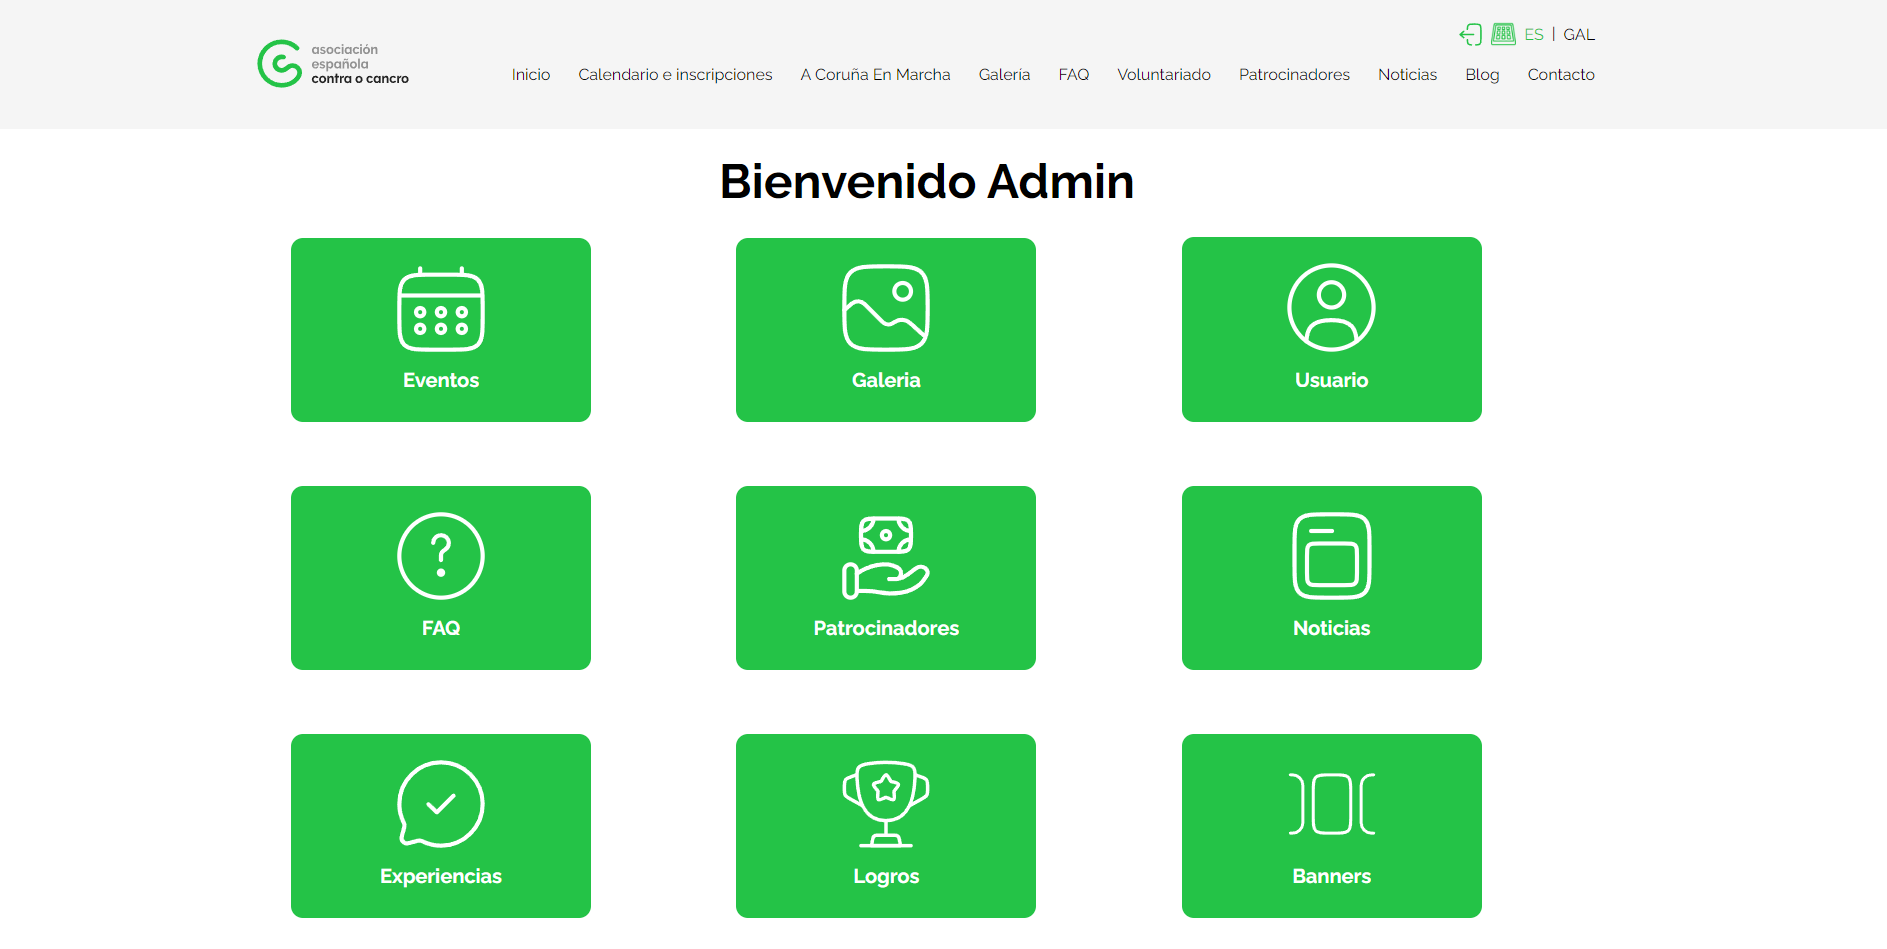 asociación
española
contra o cancro
ES | GAL
Inicio Calendario e inscripciones A Coruña En Marcha Galería FAQ Voluntariado Patrocinadores Noticias Blog Contacto
Bienvenido Admin
Eventos Galeria Usuario
FAQ Patrocinadores Noticias
Experiencias Logros Banners